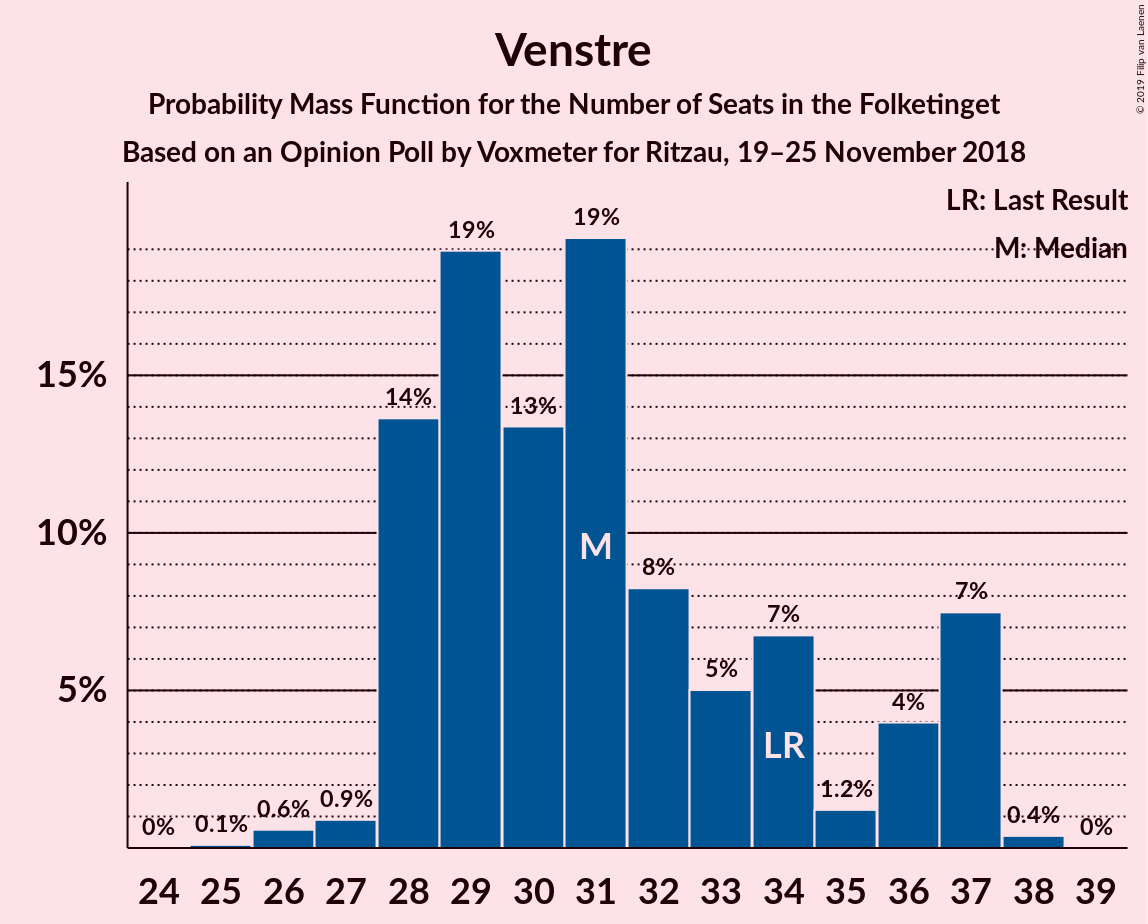 Venstre
Probability Mass Function for the Number of Seats in the Folketinget
Based on an Opinion Poll by Voxmeter for Ritzau, 19–25 November 2018
© 2019 Filip van Laenen
LR: Last Result
M: Median
15%
10%
5%
0%
0.1%
0.6%
0.9%
14%
19%
13%
19%
8%
5%
7%
1.2%
4%
7%
0.4%
0%
M
LR
24 25 26 27 28 29 30 31 32 33 34 35 36 37 38 39